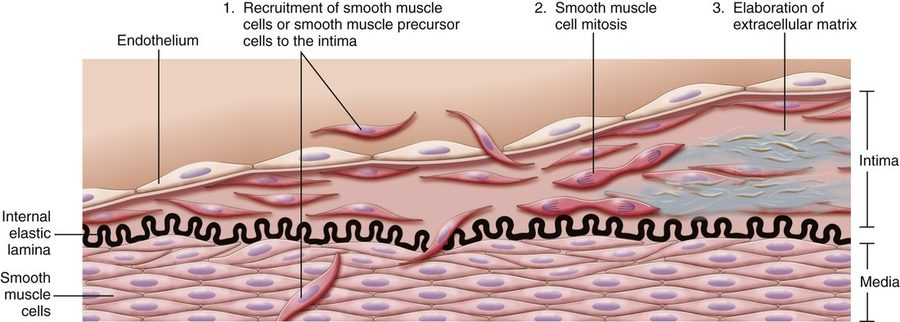 1. Recruitment of smooth muscle
cells or smooth muscle precursor
cells to the intima
2. Smooth muscle
cell mitosis
3. Elaboration of
extracellular matrix
Endothelium
Intima
Internal
elastic
lamina
Media
Smooth
muscle
cells